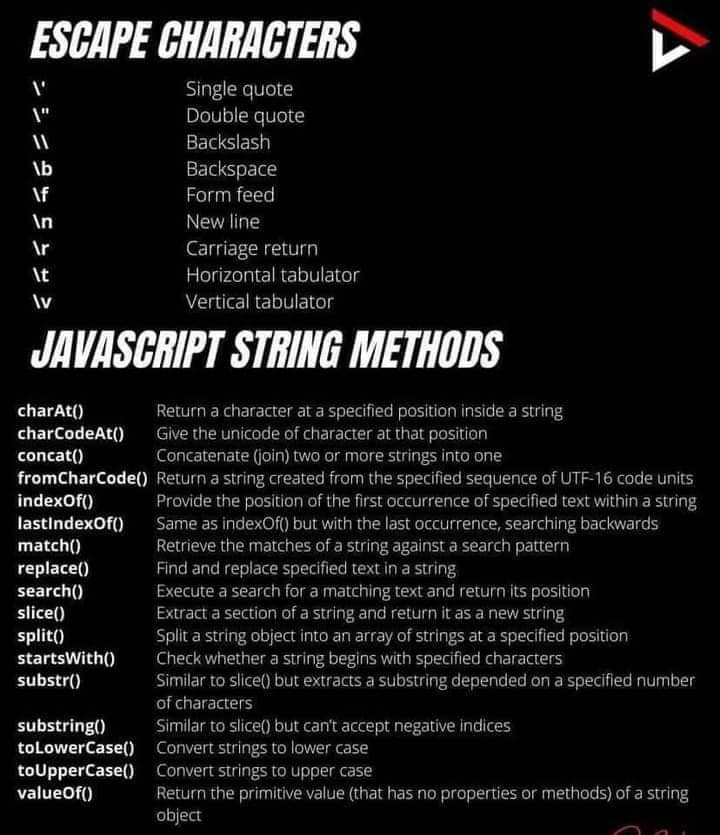 ESCAPE CHARACTERS
\' Single quote
\" Double quote
\\ Backslash
\b Backspace
\f Form feed
\n New line
\r Carriage return
\t Horizontal tabulator
\v Vertical tabulator
JAVASCRIPT STRING METHODS
charAt() Return a character at a specified position inside a string
charCodeAt() Give the unicode of character at that position
concat() Concatenate (join) two or more strings into one
fromCharCode() Return a string created from the specified sequence of UTF-16 code units
indexOf() Provide the position of the first occurrence of specified text within a string
lastIndexOf() Same as indexOf() but with the last occurrence, searching backwards
match() Retrieve the matches of a string against a search pattern
replace() Find and replace specified text in a string
search() Execute a search for a matching text and return its position
slice() Extract a section of a string and return it as a new string
split() Split a string object into an array of strings at a specified position
startsWith() Check whether a string begins with specified characters
substr() Similar to slice() but extracts a substring depended on a specified number
of characters
substring() Similar to slice() but can't accept negative indices
toLowerCase() Convert strings to lower case
toUpperCase() Convert strings to upper case
valueOf() Return the primitive value (that has no properties or methods) of a string
object